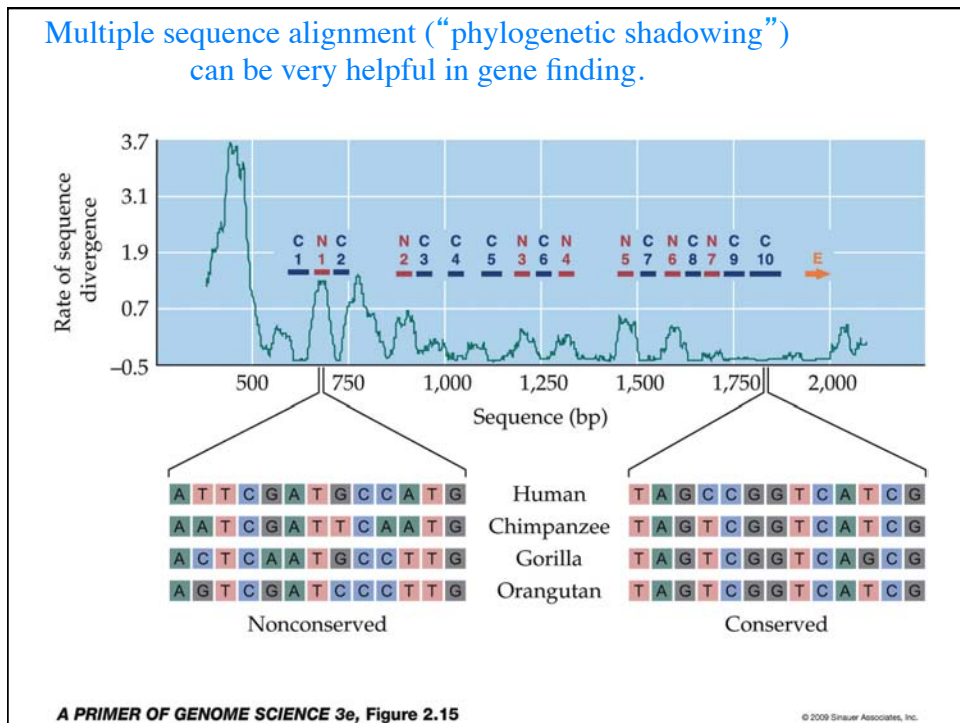 Multiple sequence alignment (“phylogenetic shadowing”)
can be very helpful in gene finding.
Rate of sequence
divergence
3.7
3.1
1.9
0.7
–0.5
C N C N C C C N C N N C N C N C C E
1 1 2 2 3 4 5 3 6 4 5 7 6 8 7 9 10
500 750 1,000 1,250 1,500 1,750 2,000
Sequence (bp)
A T T C G A T G C C A T G Human T A G C C G G T C A T C G
A A T C G A T T C A A T G Chimpanzee T A G T C G G T C A T C G
A C T C A A T G C C T T G Gorilla T A G T C G G T C A G C G
A G T C G A T C C C T T G Orangutan T A G T C G G T C A T C G
Nonconserved Conserved
A PRIMER OF GENOME SCIENCE 3e, Figure 2.15 © 2009 Sinauer Associates, Inc.